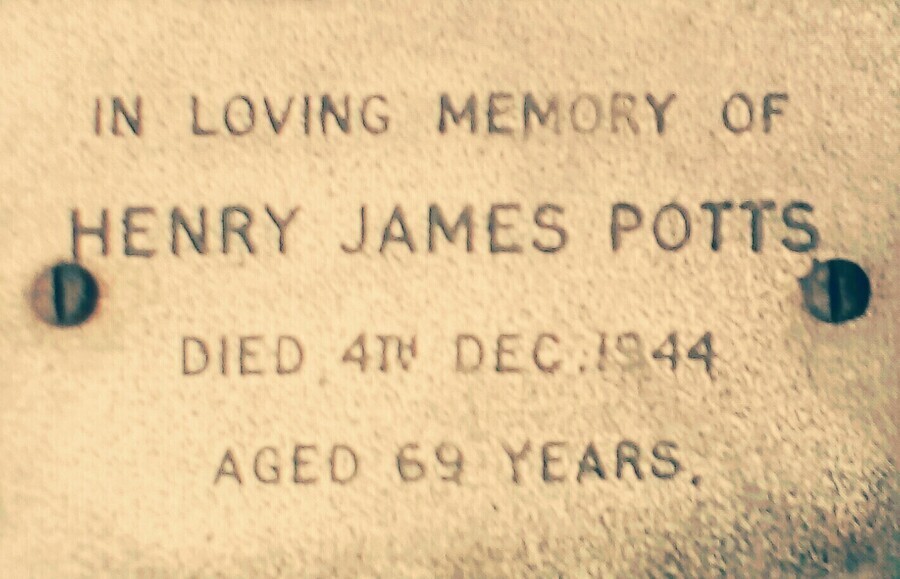 IN LOVING MEMORY OF
HENRY JAMES POTTS
DIED 4TH DEC. 1944
AGED 69 YEARS.